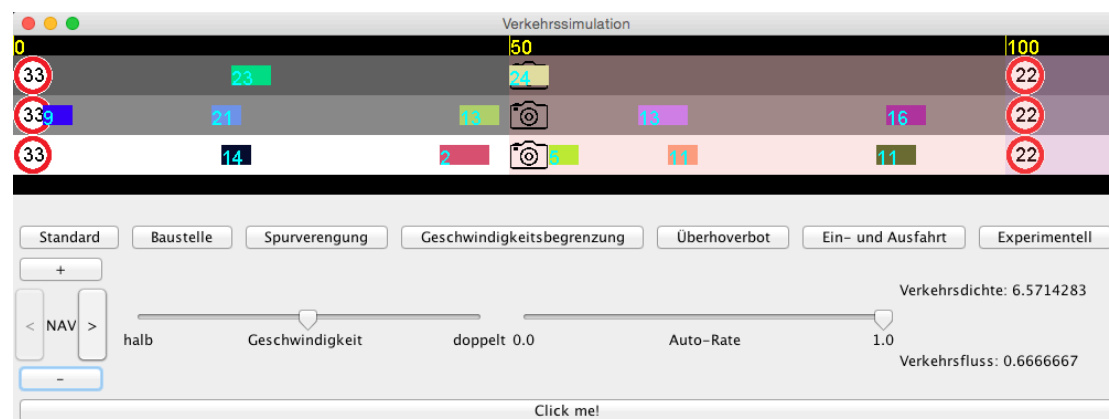 Verkehrssimulation
0 50 100
33 23 24 22
33 9 21 13 13 16 22
33 14 2 5 11 11 22
Standard Baustelle Spurverengung Geschwindigkeitsbegrenzung Überhoverbot Ein- und Ausfahrt Experimentell
+
Verkehrsdichte: 6.5714283
< NAV >
halb Geschwindigkeit doppelt 0.0 Auto-Rate 1.0
Verkehrsfluss: 0.6666667
-
Click me!